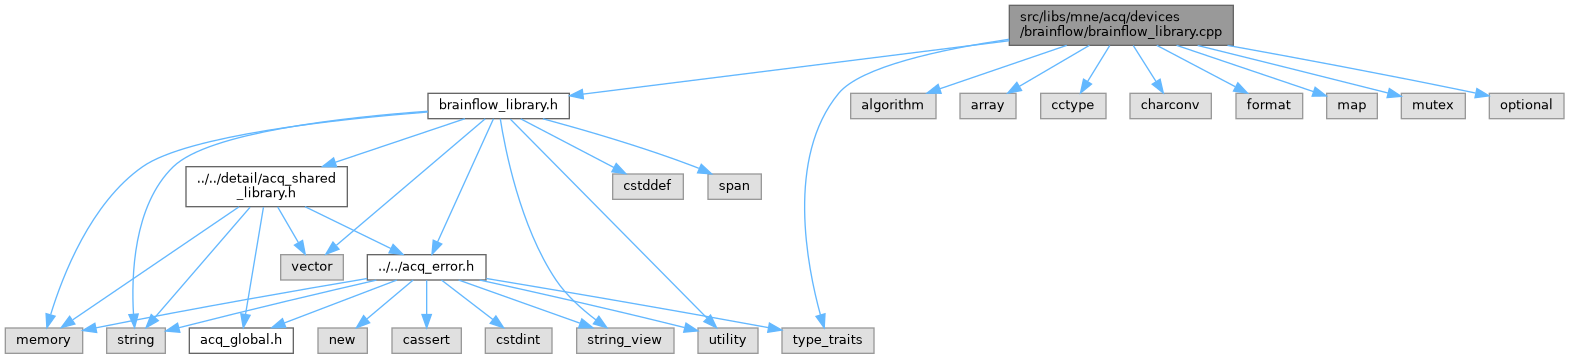 src/libs/mne/acq/devices
/brainflow/brainflow_library.cpp
brainflow_library.h
algorithm
array
cctype
charconv
format
map
mutex
optional
../../detail/acq_shared
_library.h
cstddef
span
vector
../../acq_error.h
memory
string
acq_global.h
new
cassert
cstdint
string_view
utility
type_traits